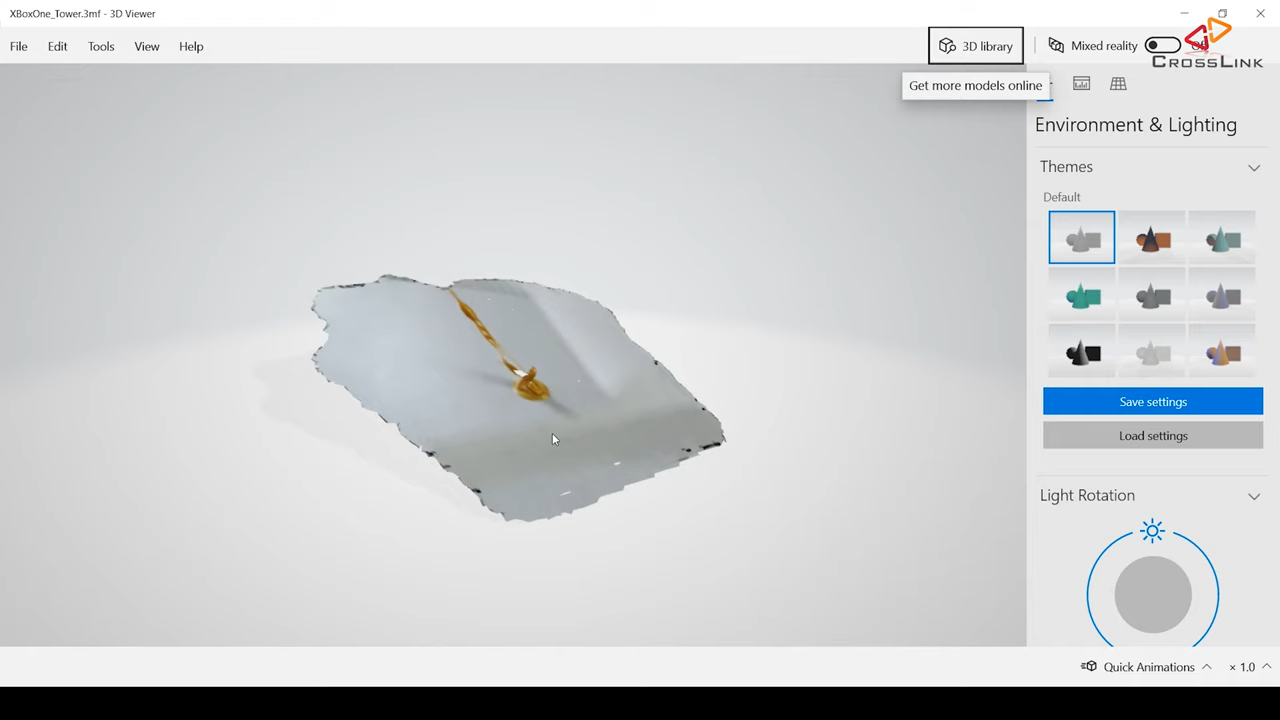 XBoxOne_Tower.3mf - 3D Viewer
File Edit Tools View Help
3D library
Mixed reality
CROSSLINK
Get more models online
Environment & Lighting
Themes
Default
Save settings
Load settings
Light Rotation
Quick Animations
× 1.0